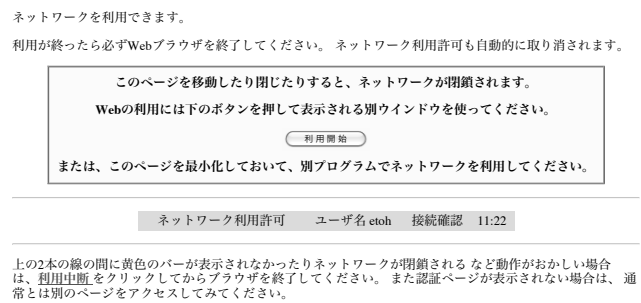 ネットワークを利用できます。
利用が終ったら必ずWebブラウザを終了してください。 ネットワーク利用許可も自動的に取り消されます。
このページを移動したり閉じたりすると、ネットワークが閉鎖されます。
Webの利用には下のボタンを押して表示される別ウインドウを使ってください。
利用開始
または、このページを最小化しておいて、別プログラムでネットワークを利用してください。
ネットワーク利用許可 ユーザ名 etoh 接続確認 11:22
上の2本の線の間に黄色のバーが表示されなかったりネットワークが閉鎖される など動作がおかしい場合
は、利用中断 をクリックしてからブラウザを終了してください。 また認証ページが表示されない場合は、 通
常とは別のページをアクセスしてみてください。